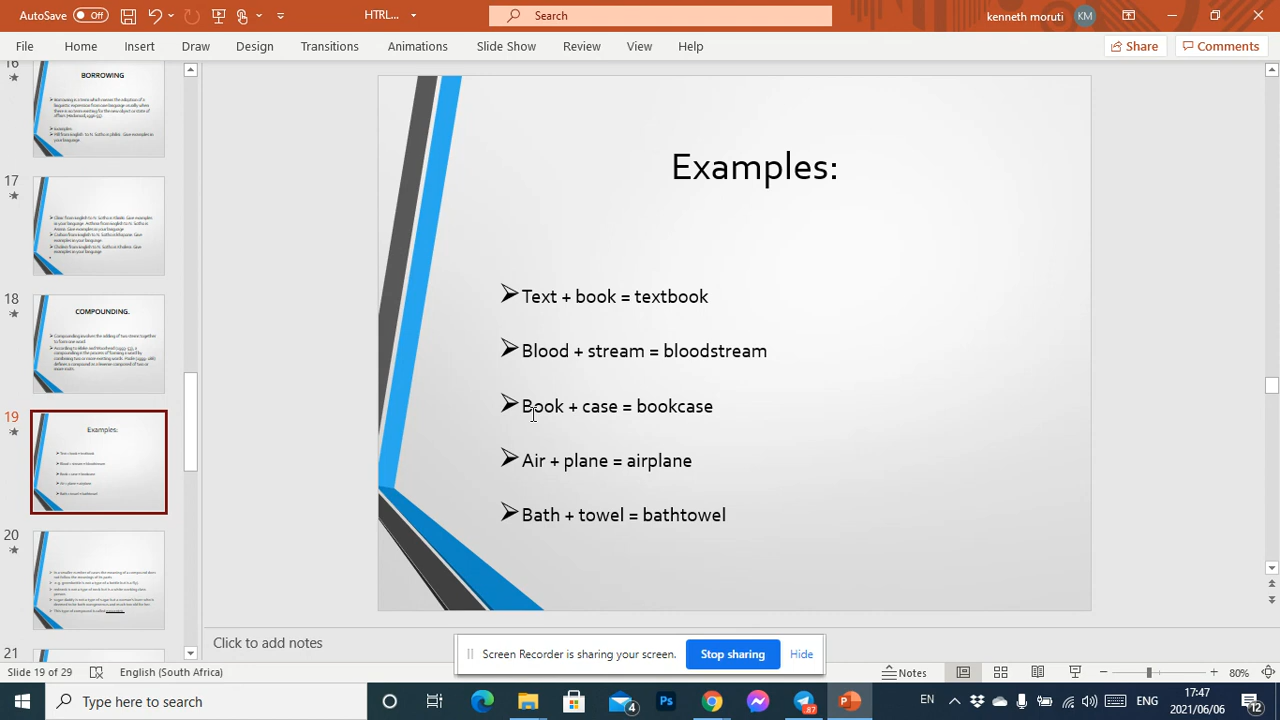 AutoSave Off HTRL... Search kenneth moruti KM
File Home Insert Draw Design Transitions Animations Slide Show Review View Help Share Comments
16
BORROWING
17
18
COMPOUNDING.
19
Examples:
20
21
Examples:
➢Text + book = textbook
➢Blood + stream = bloodstream
➢Book + case = bookcase
➢Air + plane = airplane
➢Bath + towel = bathtowel
Click to add notes
Screen Recorder is sharing your screen. Stop sharing Hide
Slide 19 of 29 English (South Africa) Notes 80%
Type here to search 4 Ps 87 EN ENG 17:47
2021/06/06 12